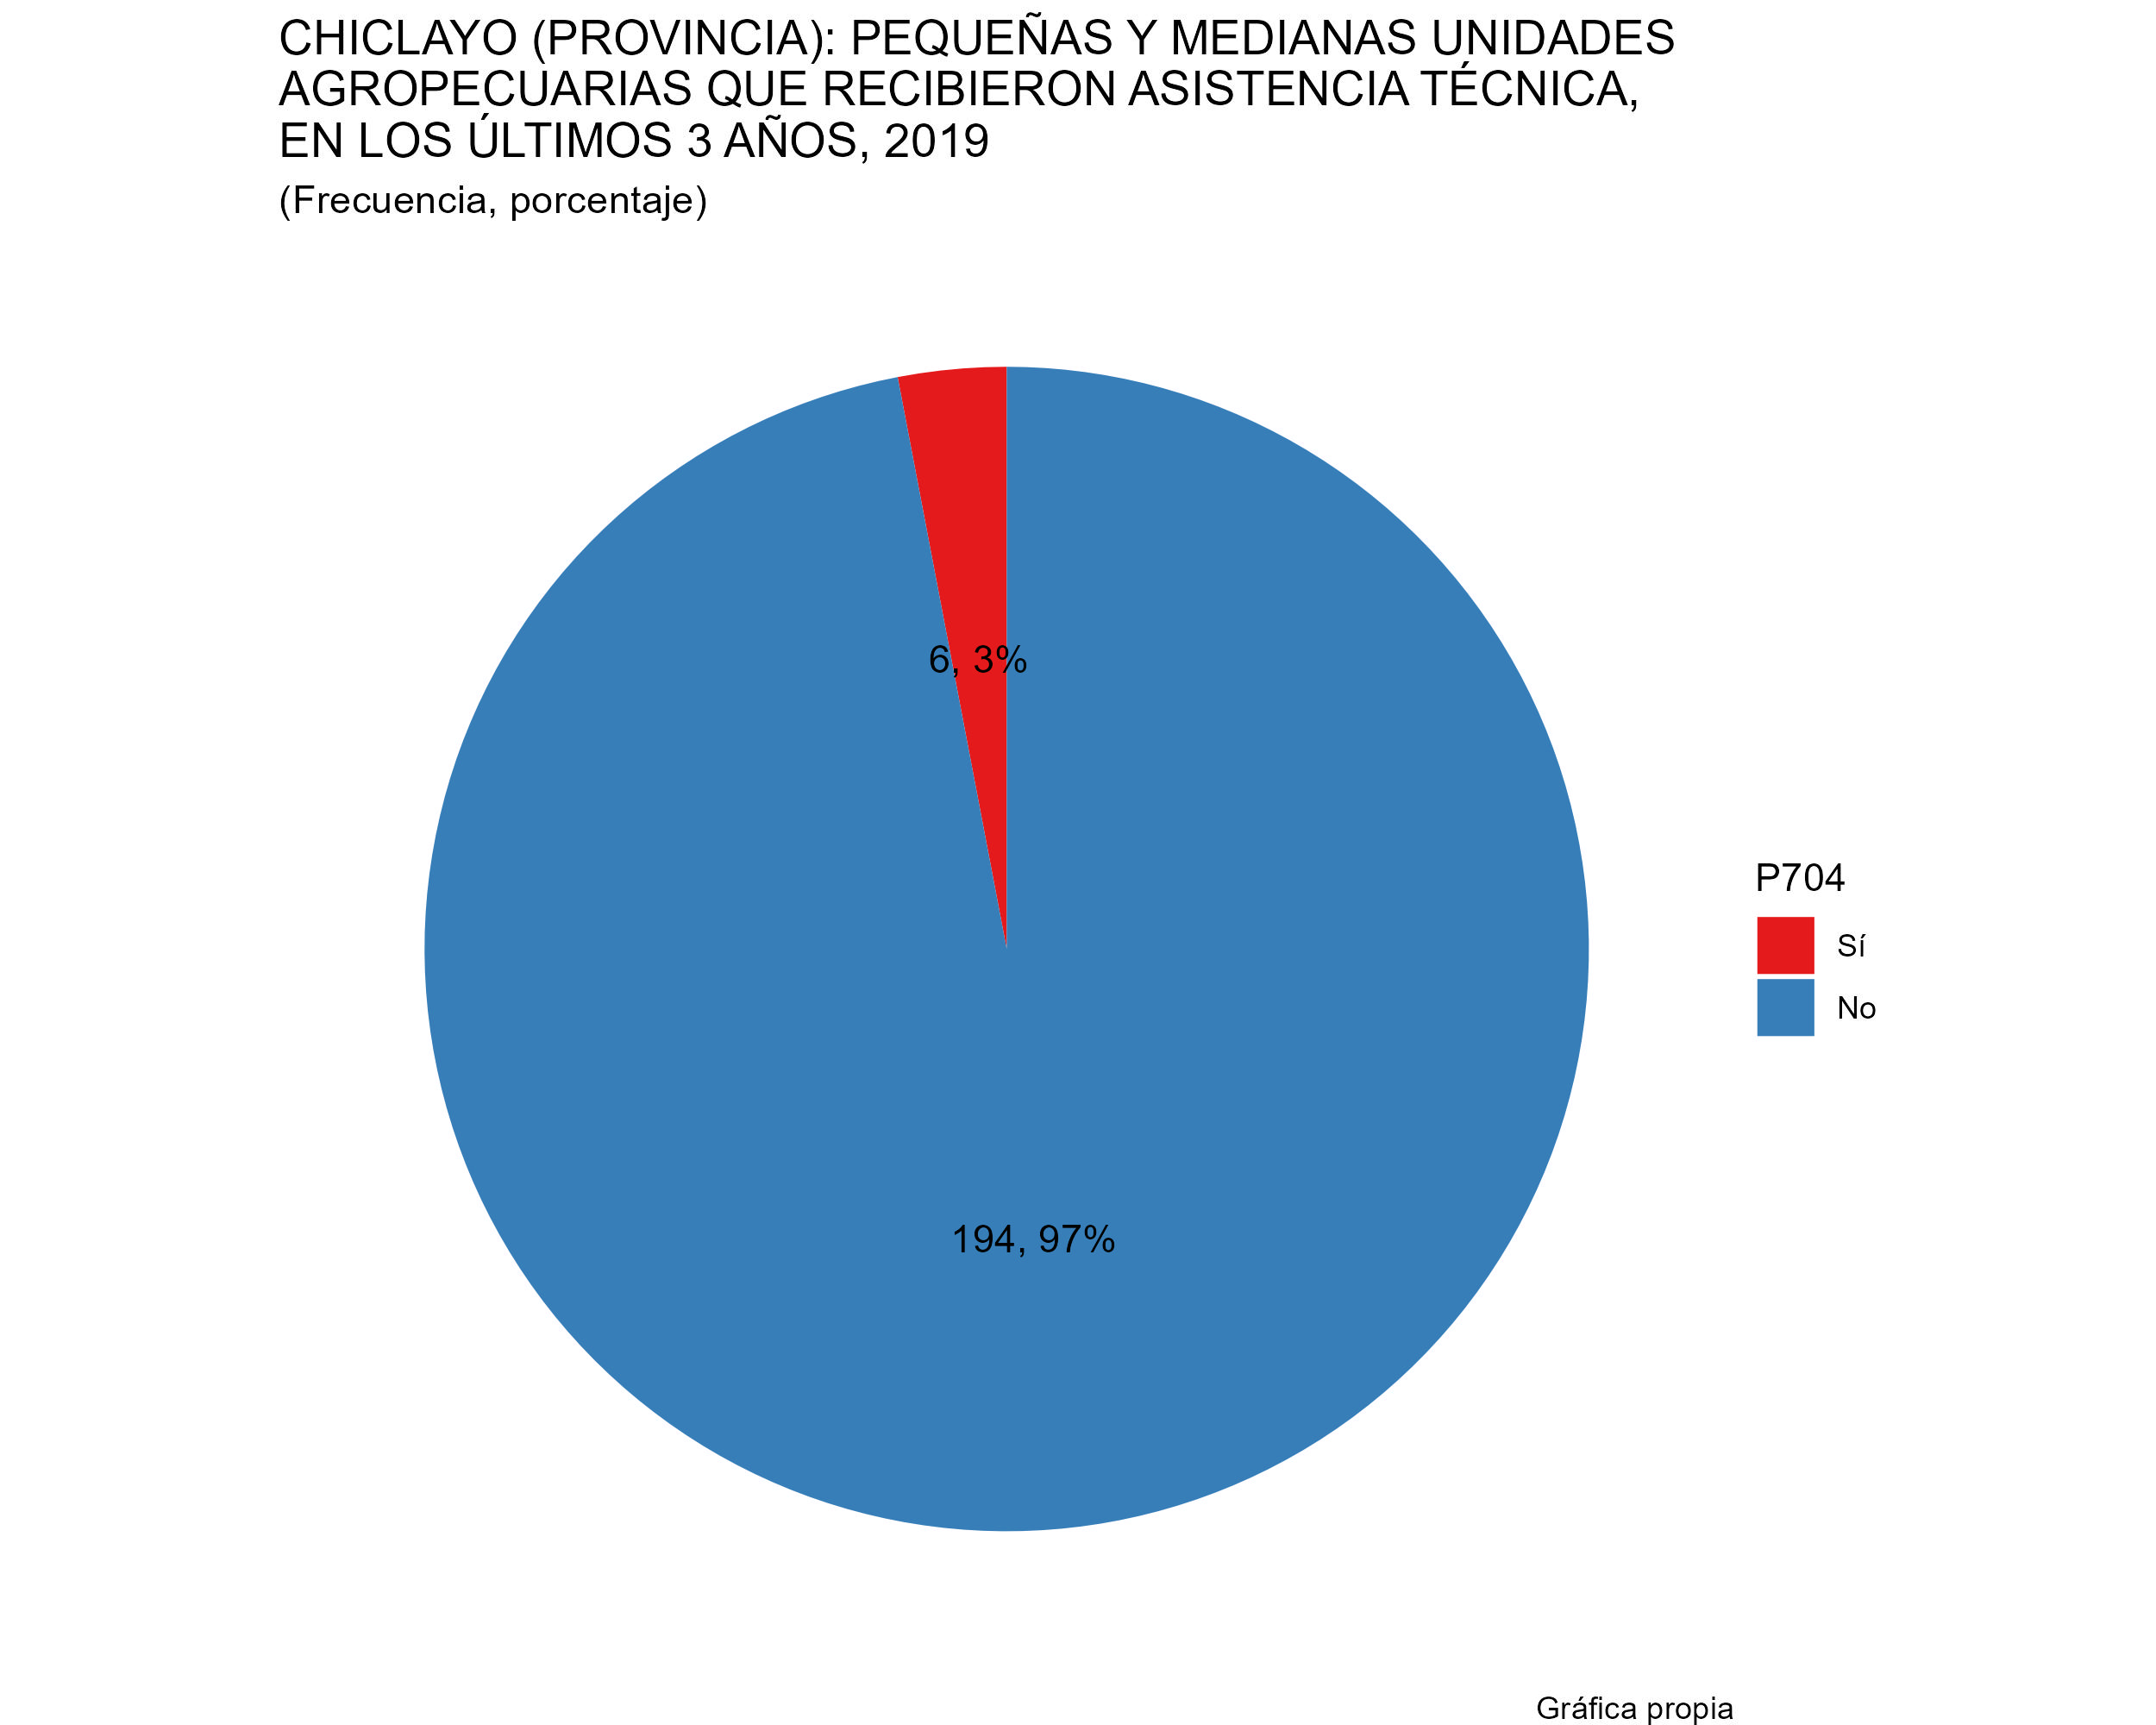 CHICLAYO (PROVINCIA): PEQUEÑAS Y MEDIANAS UNIDADES
AGROPECUARIAS QUE RECIBIERON ASISTENCIA TÉCNICA,
EN LOS ÚLTIMOS 3 AÑOS, 2019
(Frecuencia, porcentaje)
6, 3%
P704
Sí
No
194, 97%
Gráfica propia